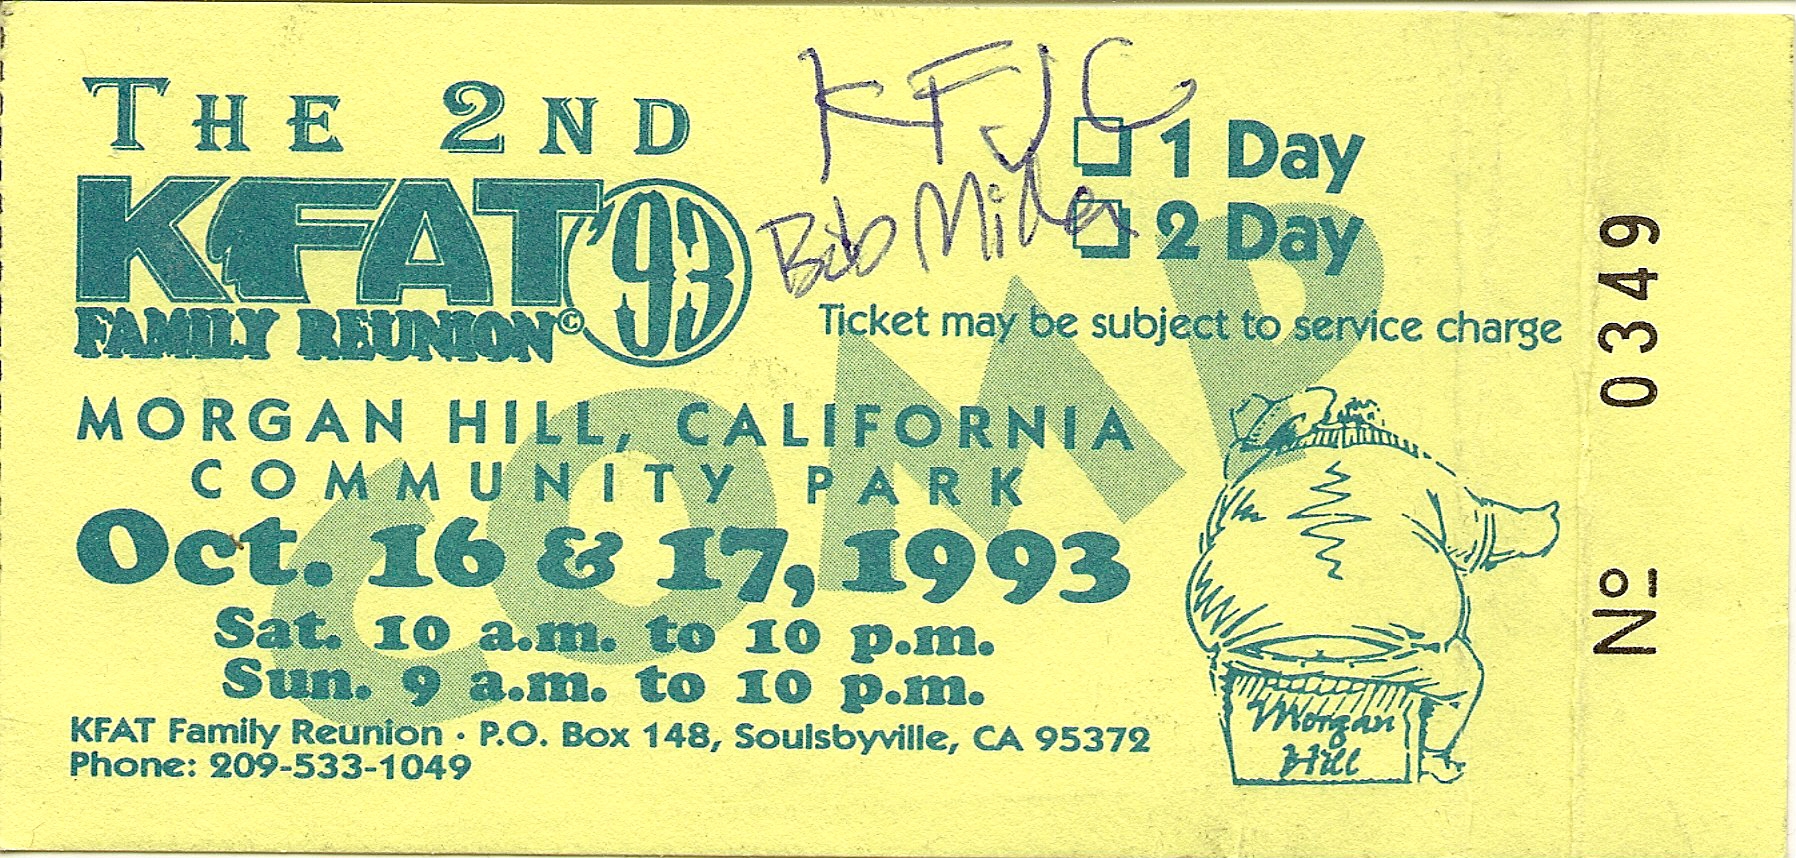 THE 2ND
KFAT '93
FAMILY REUNION©
KFJC
Bob Miller
1 Day
2 Day
Ticket may be subject to service charge
COMP
MORGAN HILL, CALIFORNIA
COMMUNITY PARK
Oct. 16 & 17, 1993
Sat. 10 a.m. to 10 p.m.
Sun. 9 a.m. to 10 p.m.
KFAT Family Reunion · P.O. Box 148, Soulsbyville, CA 95372
Phone: 209-533-1049
Morgan
Hill
Nº 0349